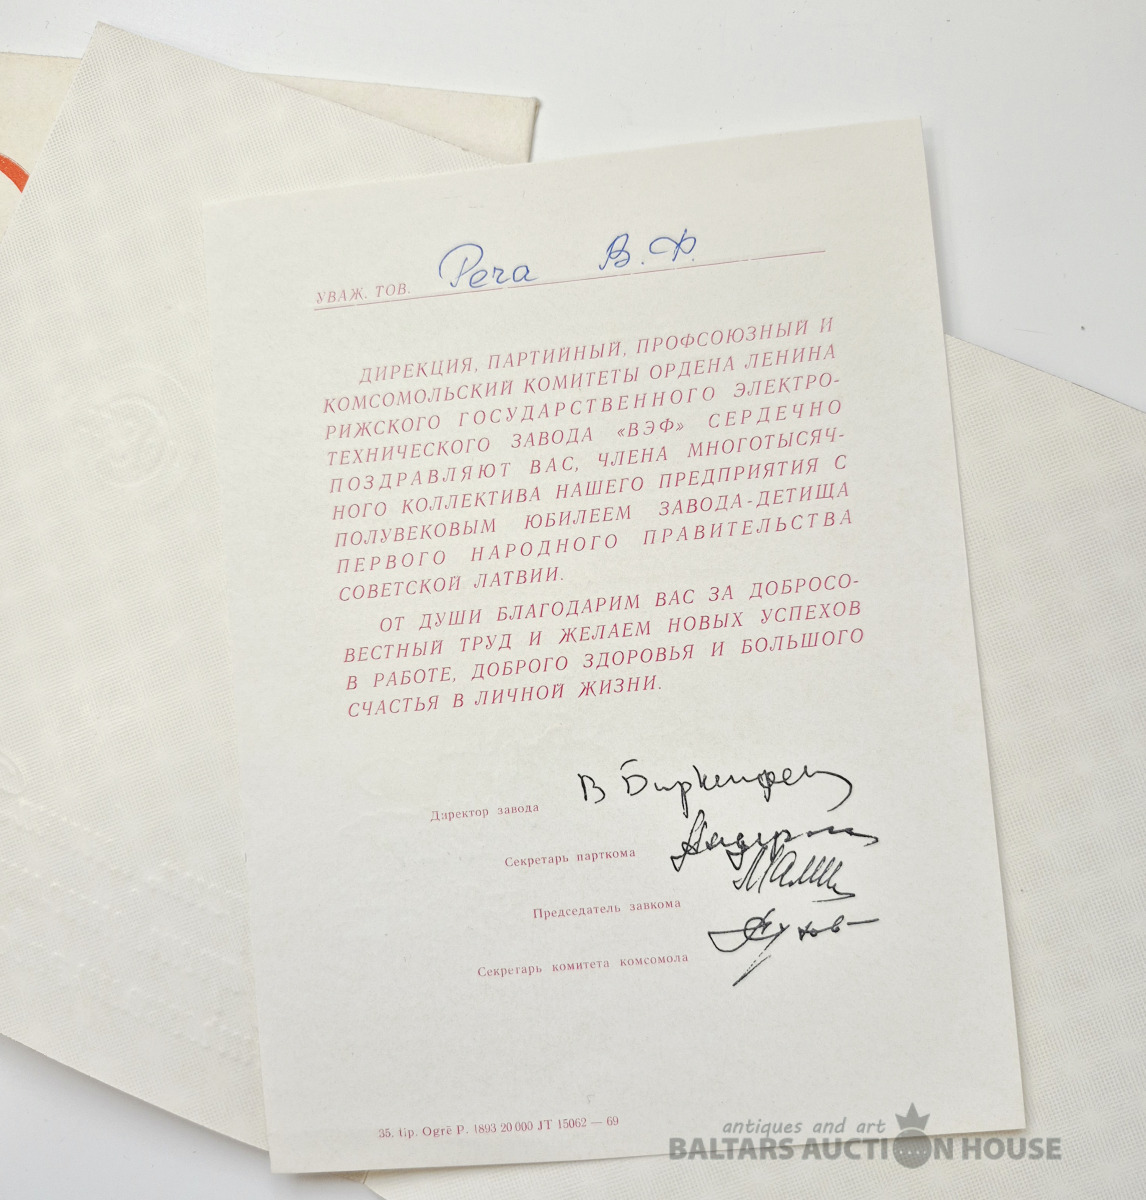 УВАЖ. ТОВ. Рега В.Ф.
ДИРЕКЦИЯ, ПАРТИЙНЫЙ, ПРОФСОЮЗНЫЙ И
КОМСОМОЛЬСКИЙ КОМИТЕТЫ ОРДЕНА ЛЕНИНА
РИЖСКОГО ГОСУДАРСТВЕННОГО ЭЛЕКТРО-
ТЕХНИЧЕСКОГО ЗАВОДА «ВЭФ» СЕРДЕЧНО
ПОЗДРАВЛЯЮТ ВАС, ЧЛЕНА МНОГОТЫСЯЧ-
НОГО КОЛЛЕКТИВА НАШЕГО ПРЕДПРИЯТИЯ С
ПОЛУВЕКОВЫМ ЮБИЛЕЕМ ЗАВОДА-ДЕТИЩА
ПЕРВОГО НАРОДНОГО ПРАВИТЕЛЬСТВА
СОВЕТСКОЙ ЛАТВИИ.
ОТ ДУШИ БЛАГОДАРИМ ВАС ЗА ДОБРОСО-
ВЕСТНЫЙ ТРУД И ЖЕЛАЕМ НОВЫХ УСПЕХОВ
В РАБОТЕ, ДОБРОГО ЗДОРОВЬЯ И БОЛЬШОГО
СЧАСТЬЯ В ЛИЧНОЙ ЖИЗНИ.
Директор завода
Секретарь парткома
Председатель завкома
Секретарь комитета комсомола
35. tip. Ogrē P. 1893 20 000 JT 15062 — 69
antiques and art
BALTARS AUCTION HOUSE